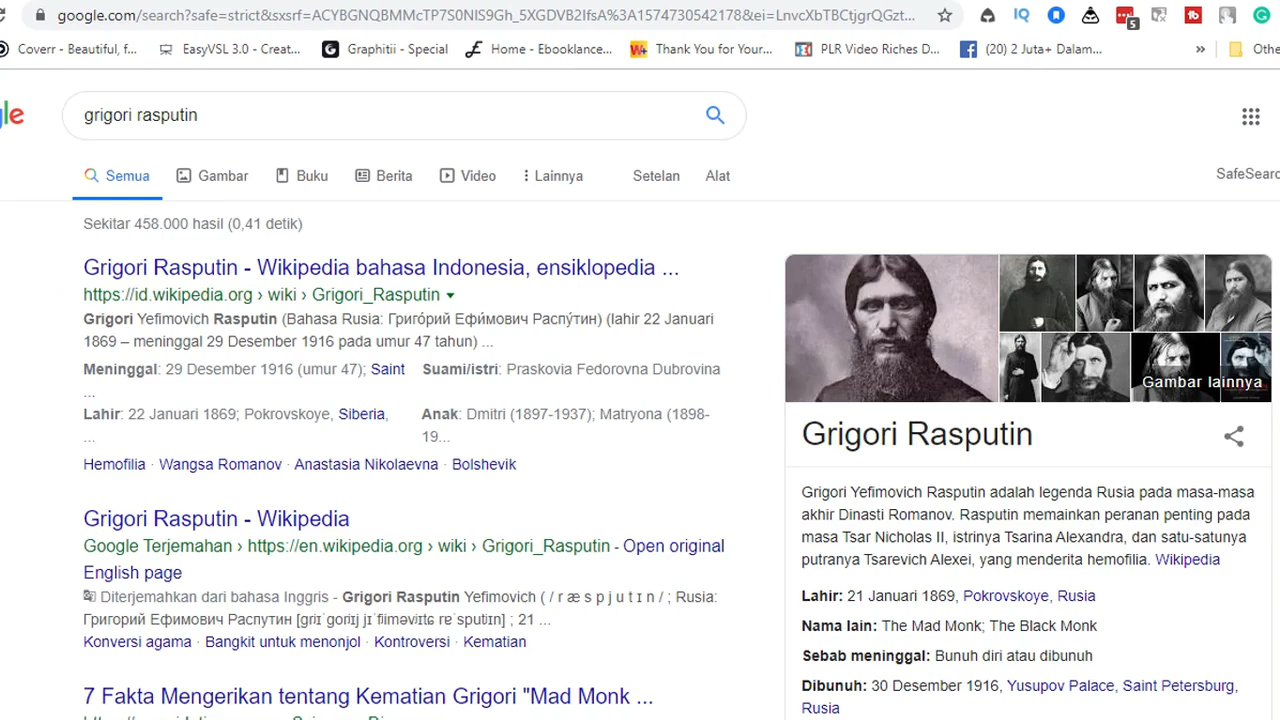 google.com/search?safe=strict&sxsrf=ACYBGNQBMMcTP7S0NIS9Gh_5XGDVB2IfsA%3A1574730542178&ei=LnvcXbTBCtjgrQGzt...
5
Coverr - Beautiful, f... EasyVSL 3.0 - Creat... Graphitii - Special Home - Ebooklance... Thank You for Your... PLR Video Riches D... (20) 2 Juta+ Dalam... » Othe
gle
grigori rasputin
Semua Gambar Buku Berita Video Lainnya Setelan Alat SafeSearc
Sekitar 458.000 hasil (0,41 detik)
Grigori Rasputin - Wikipedia bahasa Indonesia, ensiklopedia ...
https://id.wikipedia.org › wiki › Grigori_Rasputin
Grigori Yefimovich Rasputin (Bahasa Rusia: Григо́рий Ефи́мович Распу́тин) (lahir 22 Januari
1869 – meninggal 29 Desember 1916 pada umur 47 tahun) ...
Meninggal: 29 Desember 1916 (umur 47); Saint
...
Suami/istri: Praskovia Fedorovna Dubrovina
Lahir: 22 Januari 1869; Pokrovskoye, Siberia,
...
Anak: Dmitri (1897-1937); Matryona (1898-
19...
Hemofilia · Wangsa Romanov · Anastasia Nikolaevna · Bolshevik
Grigori Rasputin - Wikipedia
Google Terjemahan › https://en.wikipedia.org › wiki › Grigori_Rasputin - Open original
English page
Diterjemahkan dari bahasa Inggris - Grigori Rasputin Yefimovich ( / r æ s p j u t ɪ n / ; Rusia:
Григорий Ефимович Распутин [ɡrʲɪˈɡorʲɪj jɪˈfʲiməvʲɪtɕ rɐˈsputʲɪn] ; 21 ...
Konversi agama · Bangkit untuk menonjol · Kontroversi · Kematian
7 Fakta Mengerikan tentang Kematian Grigori "Mad Monk ...
Gambar lainnya
Grigori Rasputin
Grigori Yefimovich Rasputin adalah legenda Rusia pada masa-masa
akhir Dinasti Romanov. Rasputin memainkan peranan penting pada
masa Tsar Nicholas II, istrinya Tsarina Alexandra, dan satu-satunya
putranya Tsarevich Alexei, yang menderita hemofilia. Wikipedia
Lahir: 21 Januari 1869, Pokrovskoye, Rusia
Nama lain: The Mad Monk; The Black Monk
Sebab meninggal: Bunuh diri atau dibunuh
Dibunuh: 30 Desember 1916, Yusupov Palace, Saint Petersburg,
Rusia